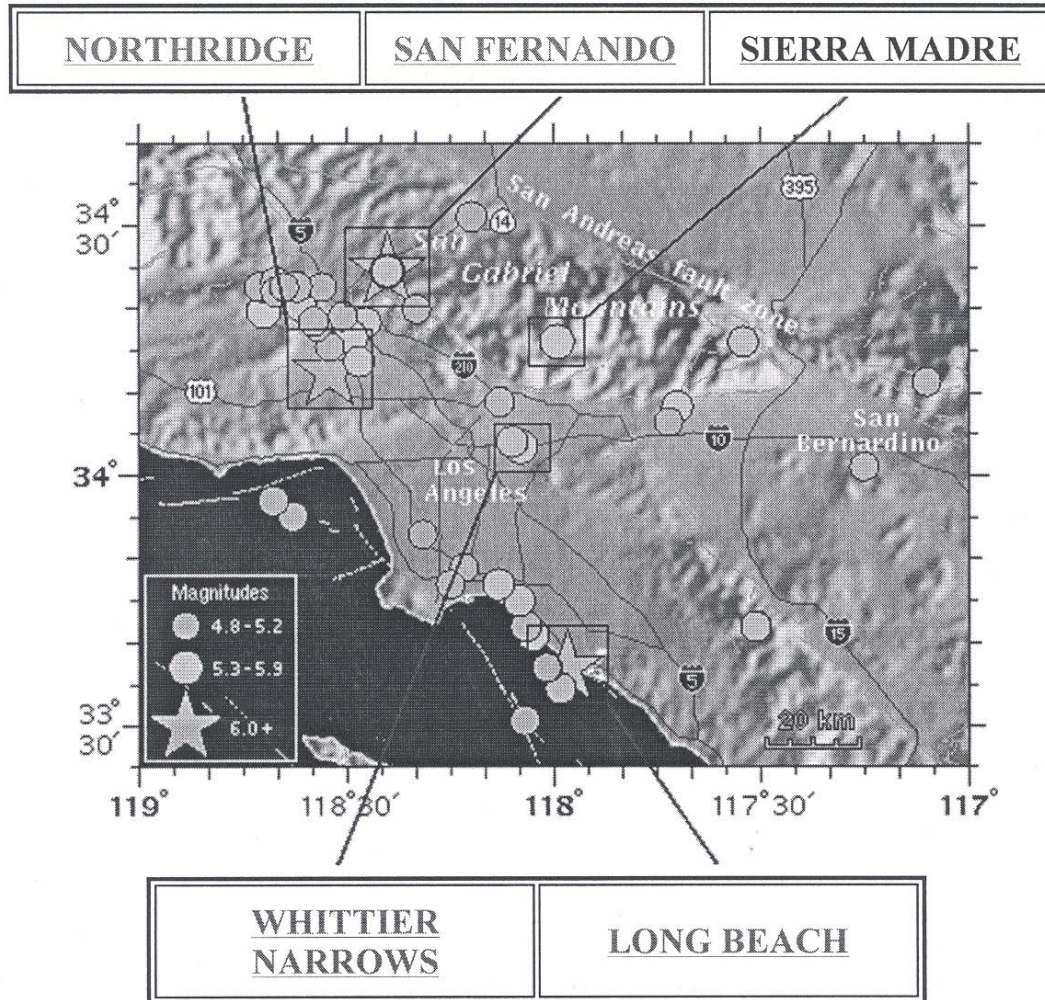 NORTHRIDGE
SAN FERNANDO
SIERRA MADRE
34°
30'
34°
33°
30'
119°
118°30'
118°
117°30'
117°
5
14
395
San Andreas fault zone
San
Gabriel
Mountains
101
210
10
San
Bernardino
Los
Angeles
15
5
20 km
Magnitudes
4.8-5.2
5.3-5.9
6.0+
WHITTIER
NARROWS
LONG BEACH